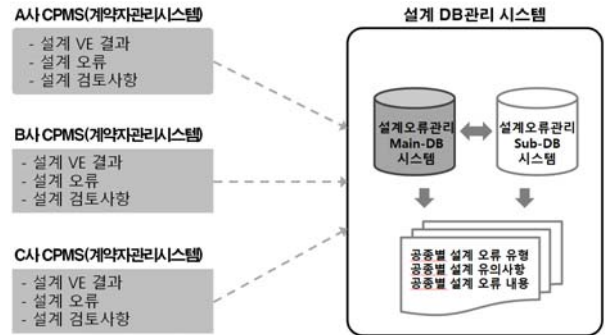 A사 CPMS(계약자관리시스템)
- 설계 VE 결과
- 설계 오류
- 설계 검토사항
B사 CPMS(계약자관리시스템)
- 설계 VE 결과
- 설계 오류
- 설계 검토사항
C사 CPMS(계약자관리시스템)
- 설계 VE 결과
- 설계 오류
- 설계 검토사항
설계 DB관리 시스템
설계오류관리
Main-DB
시스템
설계오류관리
Sub-DB
시스템
공종별 설계 오류 유형
공종별 설계 유의사항
공종별 설계 오류 내용